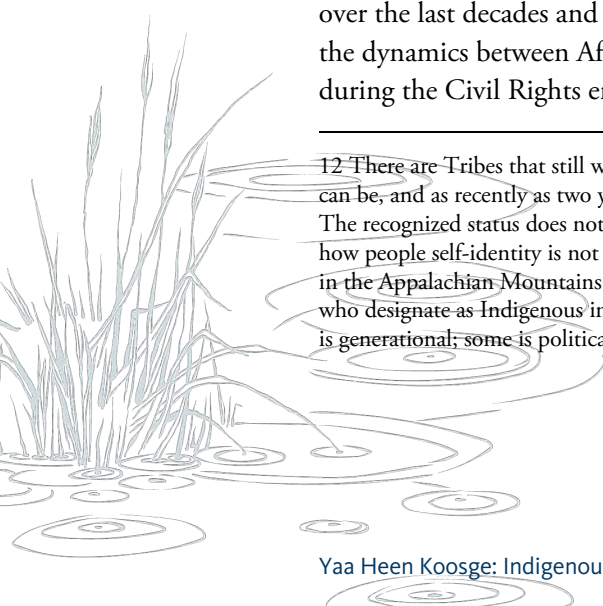 over the last decades and
the dynamics between Af
during the Civil Rights e
12 There are Tribes that still w
can be, and as recently as two y
The recognized status does not
how people self-identity is not
in the Appalachian Mountains
who designate as Indigenous in
is generational; some is politica
Yaa Heen Koosge: Indigenou